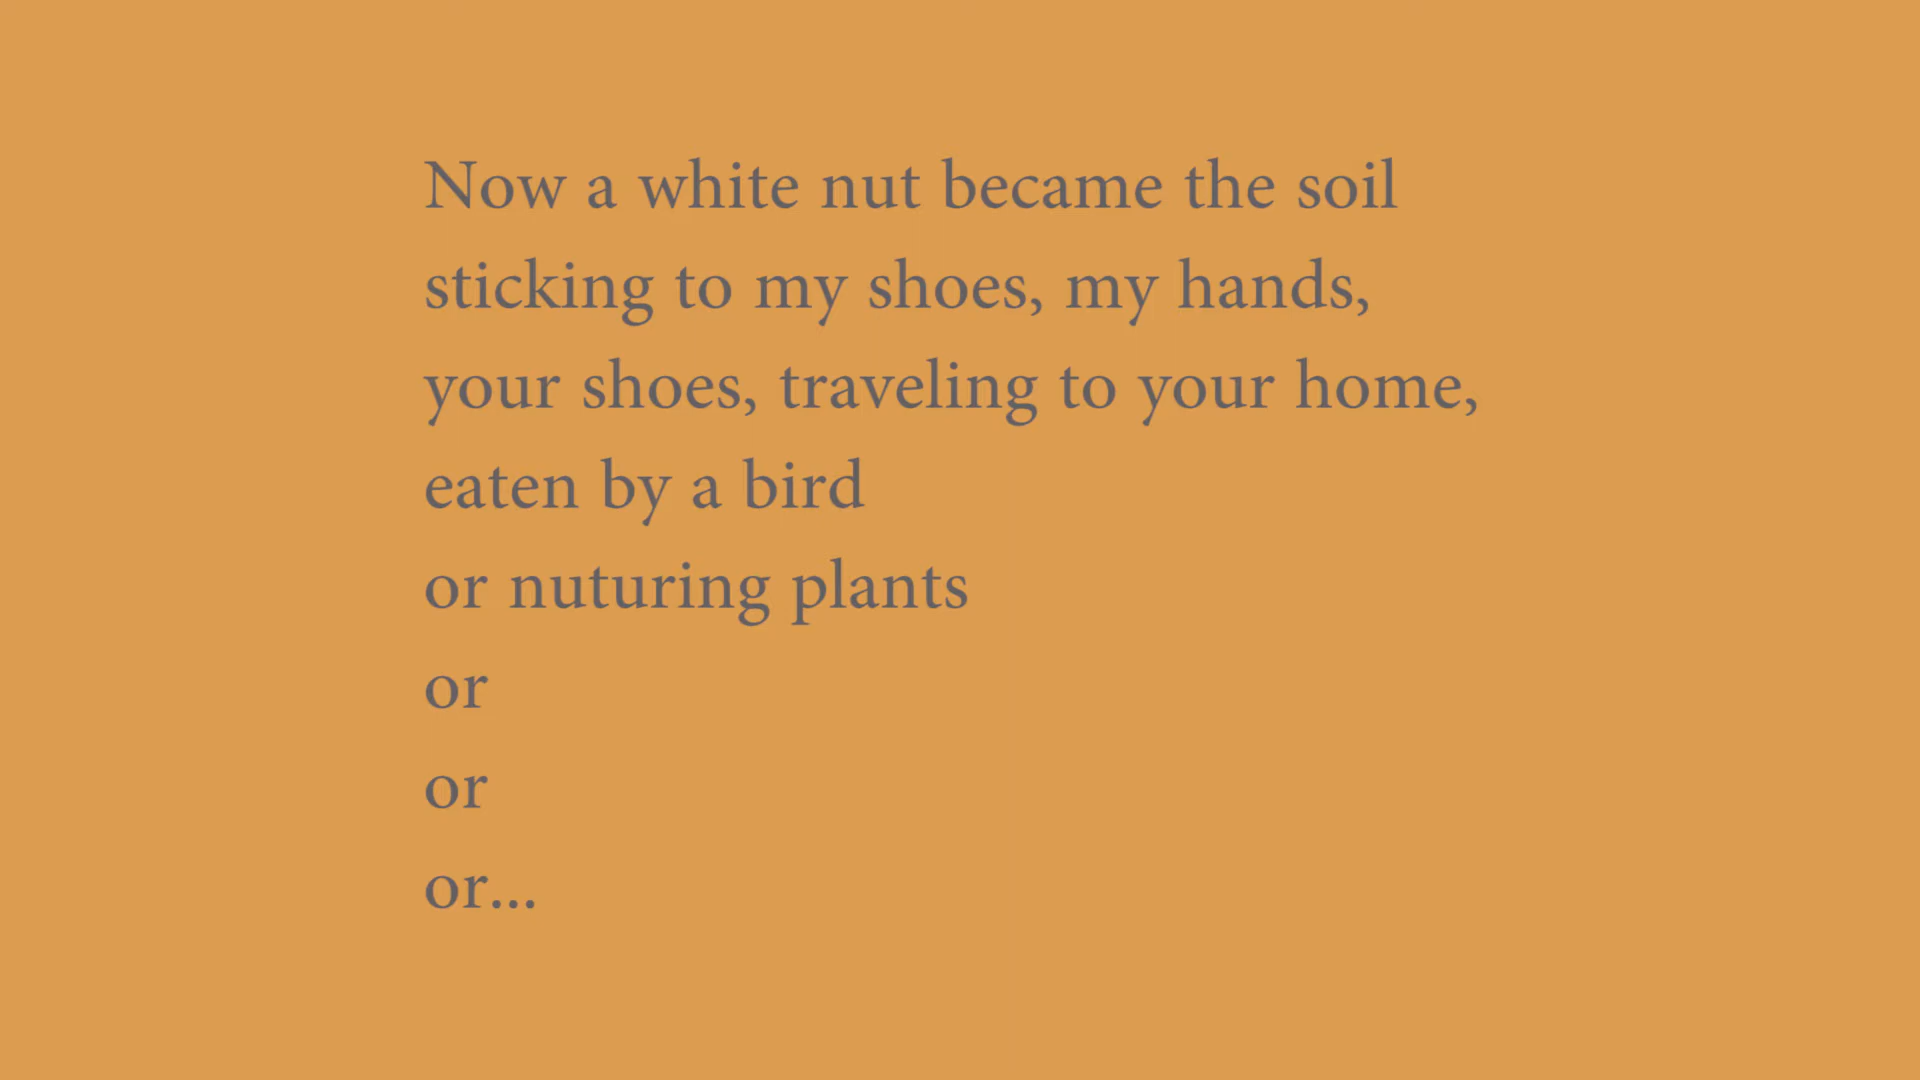 Now a white nut became the soil
sticking to my shoes, my hands,
your shoes, traveling to your home,
eaten by a bird
or nuturing plants
or
or
or...